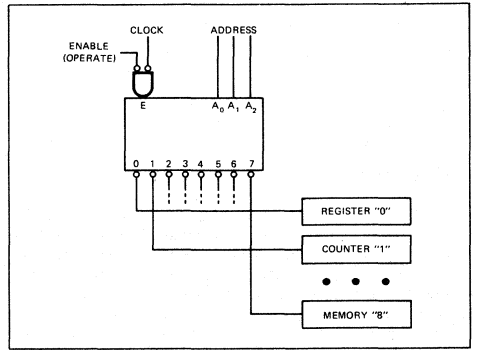 CLOCK ADDRESS
ENABLE
(OPERATE)
E A0 A1 A2
0 1 2 3 4 5 6 7
REGISTER "0"
COUNTER "1"
MEMORY "8"